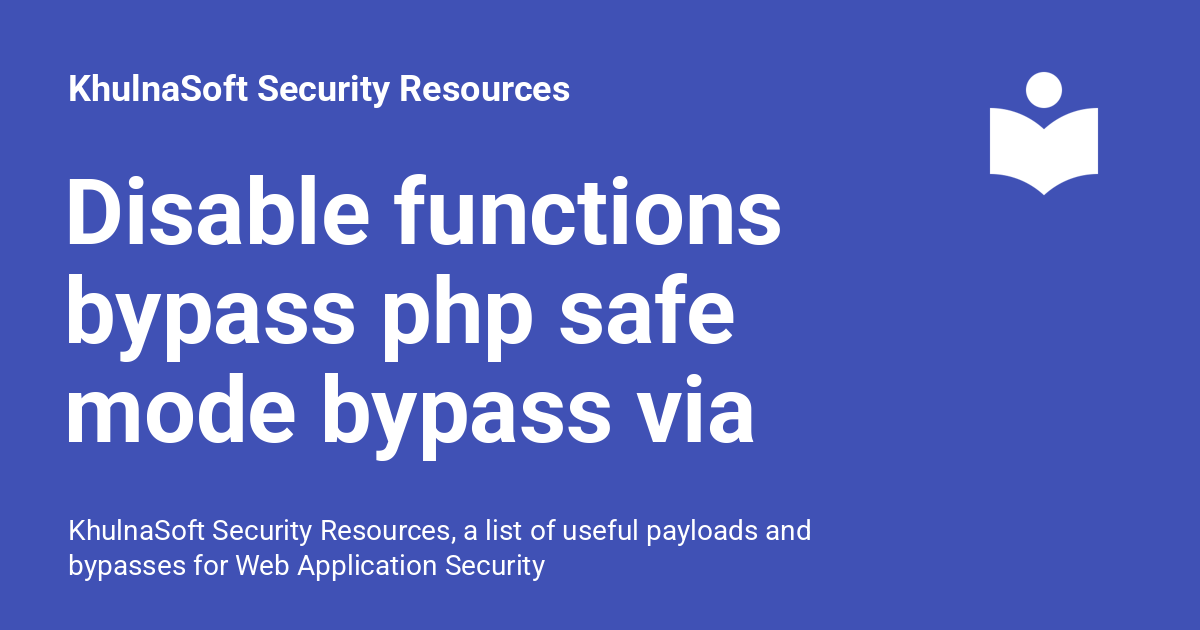 KhulnaSoft Security Resources
Disable functions
bypass php safe
mode bypass via
KhulnaSoft Security Resources, a list of useful payloads and
bypasses for Web Application Security